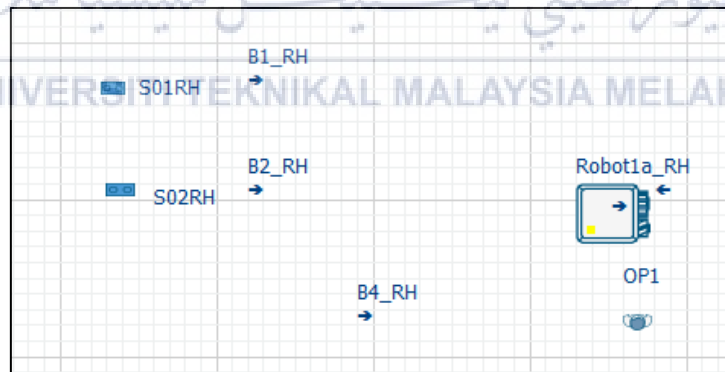 B1_RH
S01RH
B2_RH
S02RH
Robot1a_RH
OP1
B4_RH
UNIVERSITI TEKNIKAL MALAYSIA MELAK